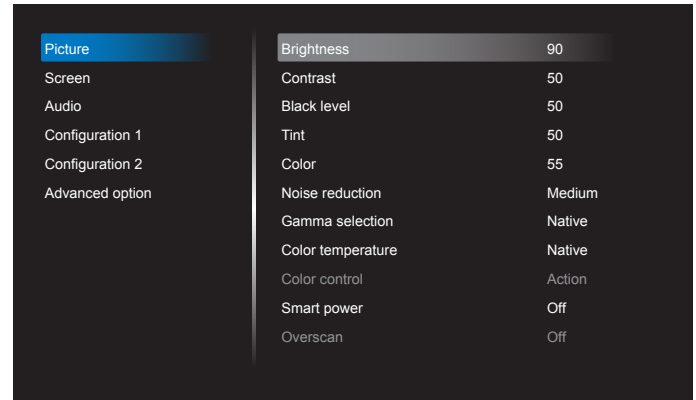 Picture
Screen
Audio
Configuration 1
Configuration 2
Advanced option
Brightness 90
Contrast 50
Black level 50
Tint 50
Color 55
Noise reduction Medium
Gamma selection Native
Color temperature Native
Color control Action
Smart power Off
Overscan Off